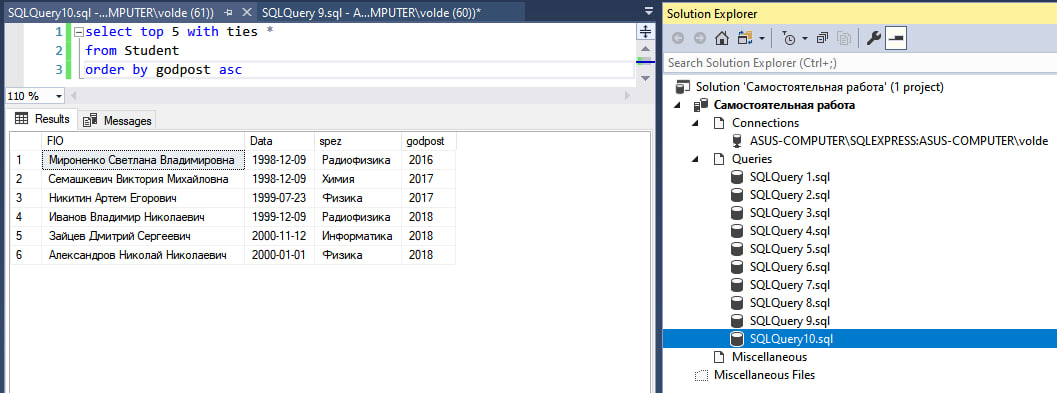 SQLQuery10.sql -...MPUTER\volde (61))
SQLQuery 9.sql - A...MPUTER\volde (60))*
1 select top 5 with ties *
2 from Student
3 order by godpost asc
110 %
Results Messages
FIO Data spez godpost
1 Мироненко Светлана Владимировна 1998-12-09 Радиофизика 2016
2 Семашкевич Виктория Михайловна 1998-12-09 Химия 2017
3 Никитин Артем Егорович 1999-07-23 Физика 2017
4 Иванов Владимир Николаевич 1999-12-09 Радиофизика 2018
5 Зайцев Дмитрий Сергеевич 2000-11-12 Информатика 2018
6 Александров Николай Николаевич 2000-01-01 Физика 2018
Solution Explorer
Search Solution Explorer (Ctrl+;)
Solution 'Самостоятельная работа' (1 project)
Самостоятельная работа
Connections
ASUS-COMPUTER\SQLEXPRESS:ASUS-COMPUTER\volde
Queries
SQLQuery 1.sql
SQLQuery 2.sql
SQLQuery 3.sql
SQLQuery 4.sql
SQLQuery 5.sql
SQLQuery 6.sql
SQLQuery 7.sql
SQLQuery 8.sql
SQLQuery 9.sql
SQLQuery10.sql
Miscellaneous
Miscellaneous Files